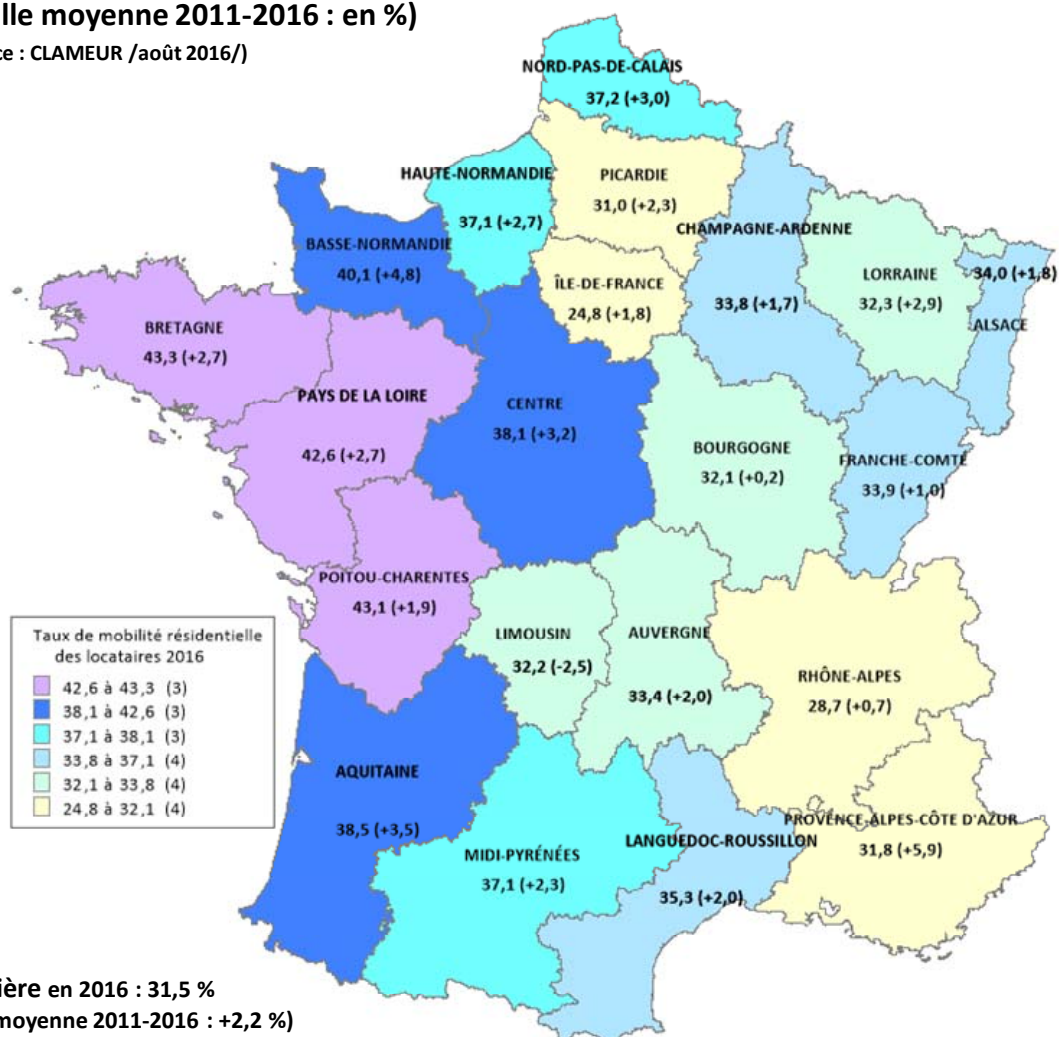 lle moyenne 2011-2016 : en %)
ce : CLAMEUR /août 2016/)
NORD-PAS-DE-CALAIS
37,2 (+3,0)
HAUTE-NORMANDIE
37,1 (+2,7)
PICARDIE
31,0 (+2,3)
CHAMPAGNE-ARDENNE
33,8 (+1,7)
BASSE-NORMANDIE
40,1 (+4,8)
ÎLE-DE-FRANCE
24,8 (+1,8)
LORRAINE
32,3 (+2,9)
34,0 (+1,8)
ALSACE
BRETAGNE
43,3 (+2,7)
PAYS DE LA LOIRE
42,6 (+2,7)
CENTRE
38,1 (+3,2)
BOURGOGNE
32,1 (+0,2)
FRANCHE-COMTÉ
33,9 (+1,0)
POITOU-CHARENTES
43,1 (+1,9)
LIMOUSIN
32,2 (-2,5)
AUVERGNE
33,4 (+2,0)
RHÔNE-ALPES
28,7 (+0,7)
Taux de mobilité résidentielle
des locataires 2016
42,6 à 43,3 (3)
38,1 à 42,6 (3)
37,1 à 38,1 (3)
33,8 à 37,1 (4)
32,1 à 33,8 (4)
24,8 à 32,1 (4)
AQUITAINE
38,5 (+3,5)
MIDI-PYRÉNÉES
37,1 (+2,3)
LANGUEDOC-ROUSSILLON
35,3 (+2,0)
PROVENCE-ALPES-CÔTE D'AZUR
31,8 (+5,9)
ière en 2016 : 31,5 %
moyenne 2011-2016 : +2,2 %)